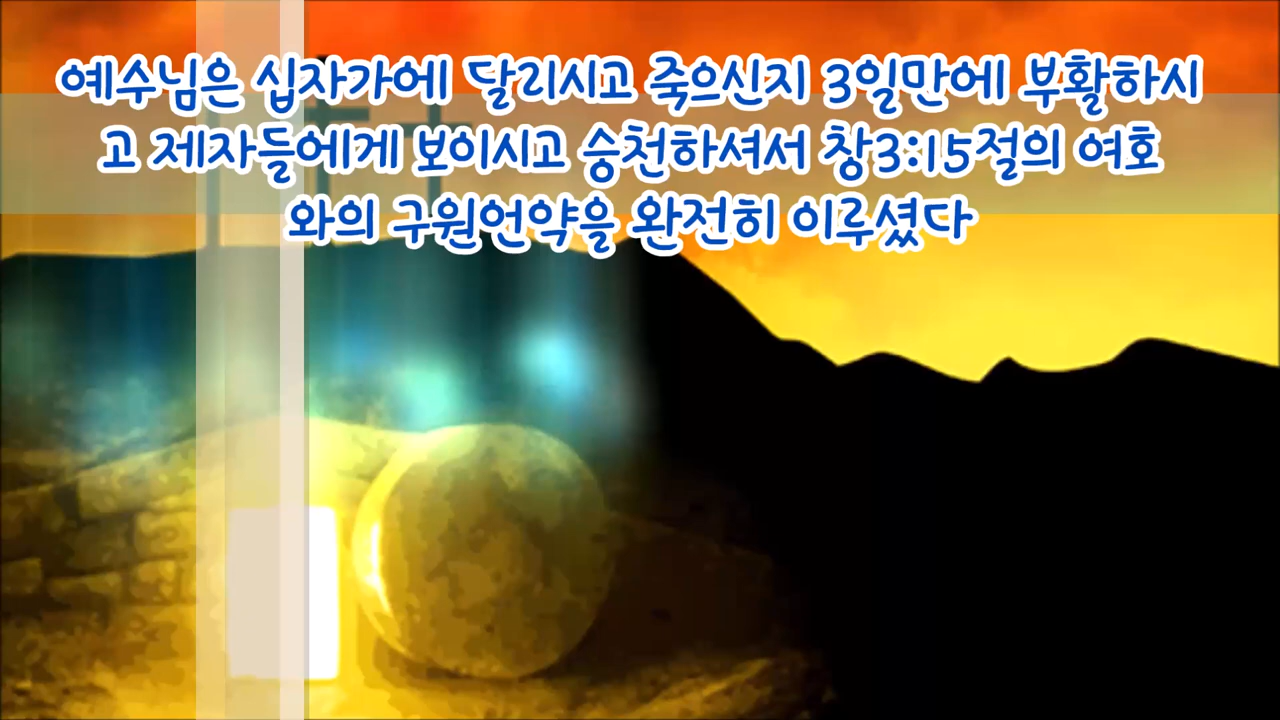 예수님은 십자가에 달리시고 죽으신지 3일만에 부활하시
고 제자들에게 보이시고 승천하셔서 창3:15절의 여호
와의 구원언약을 완전히 이루셨다